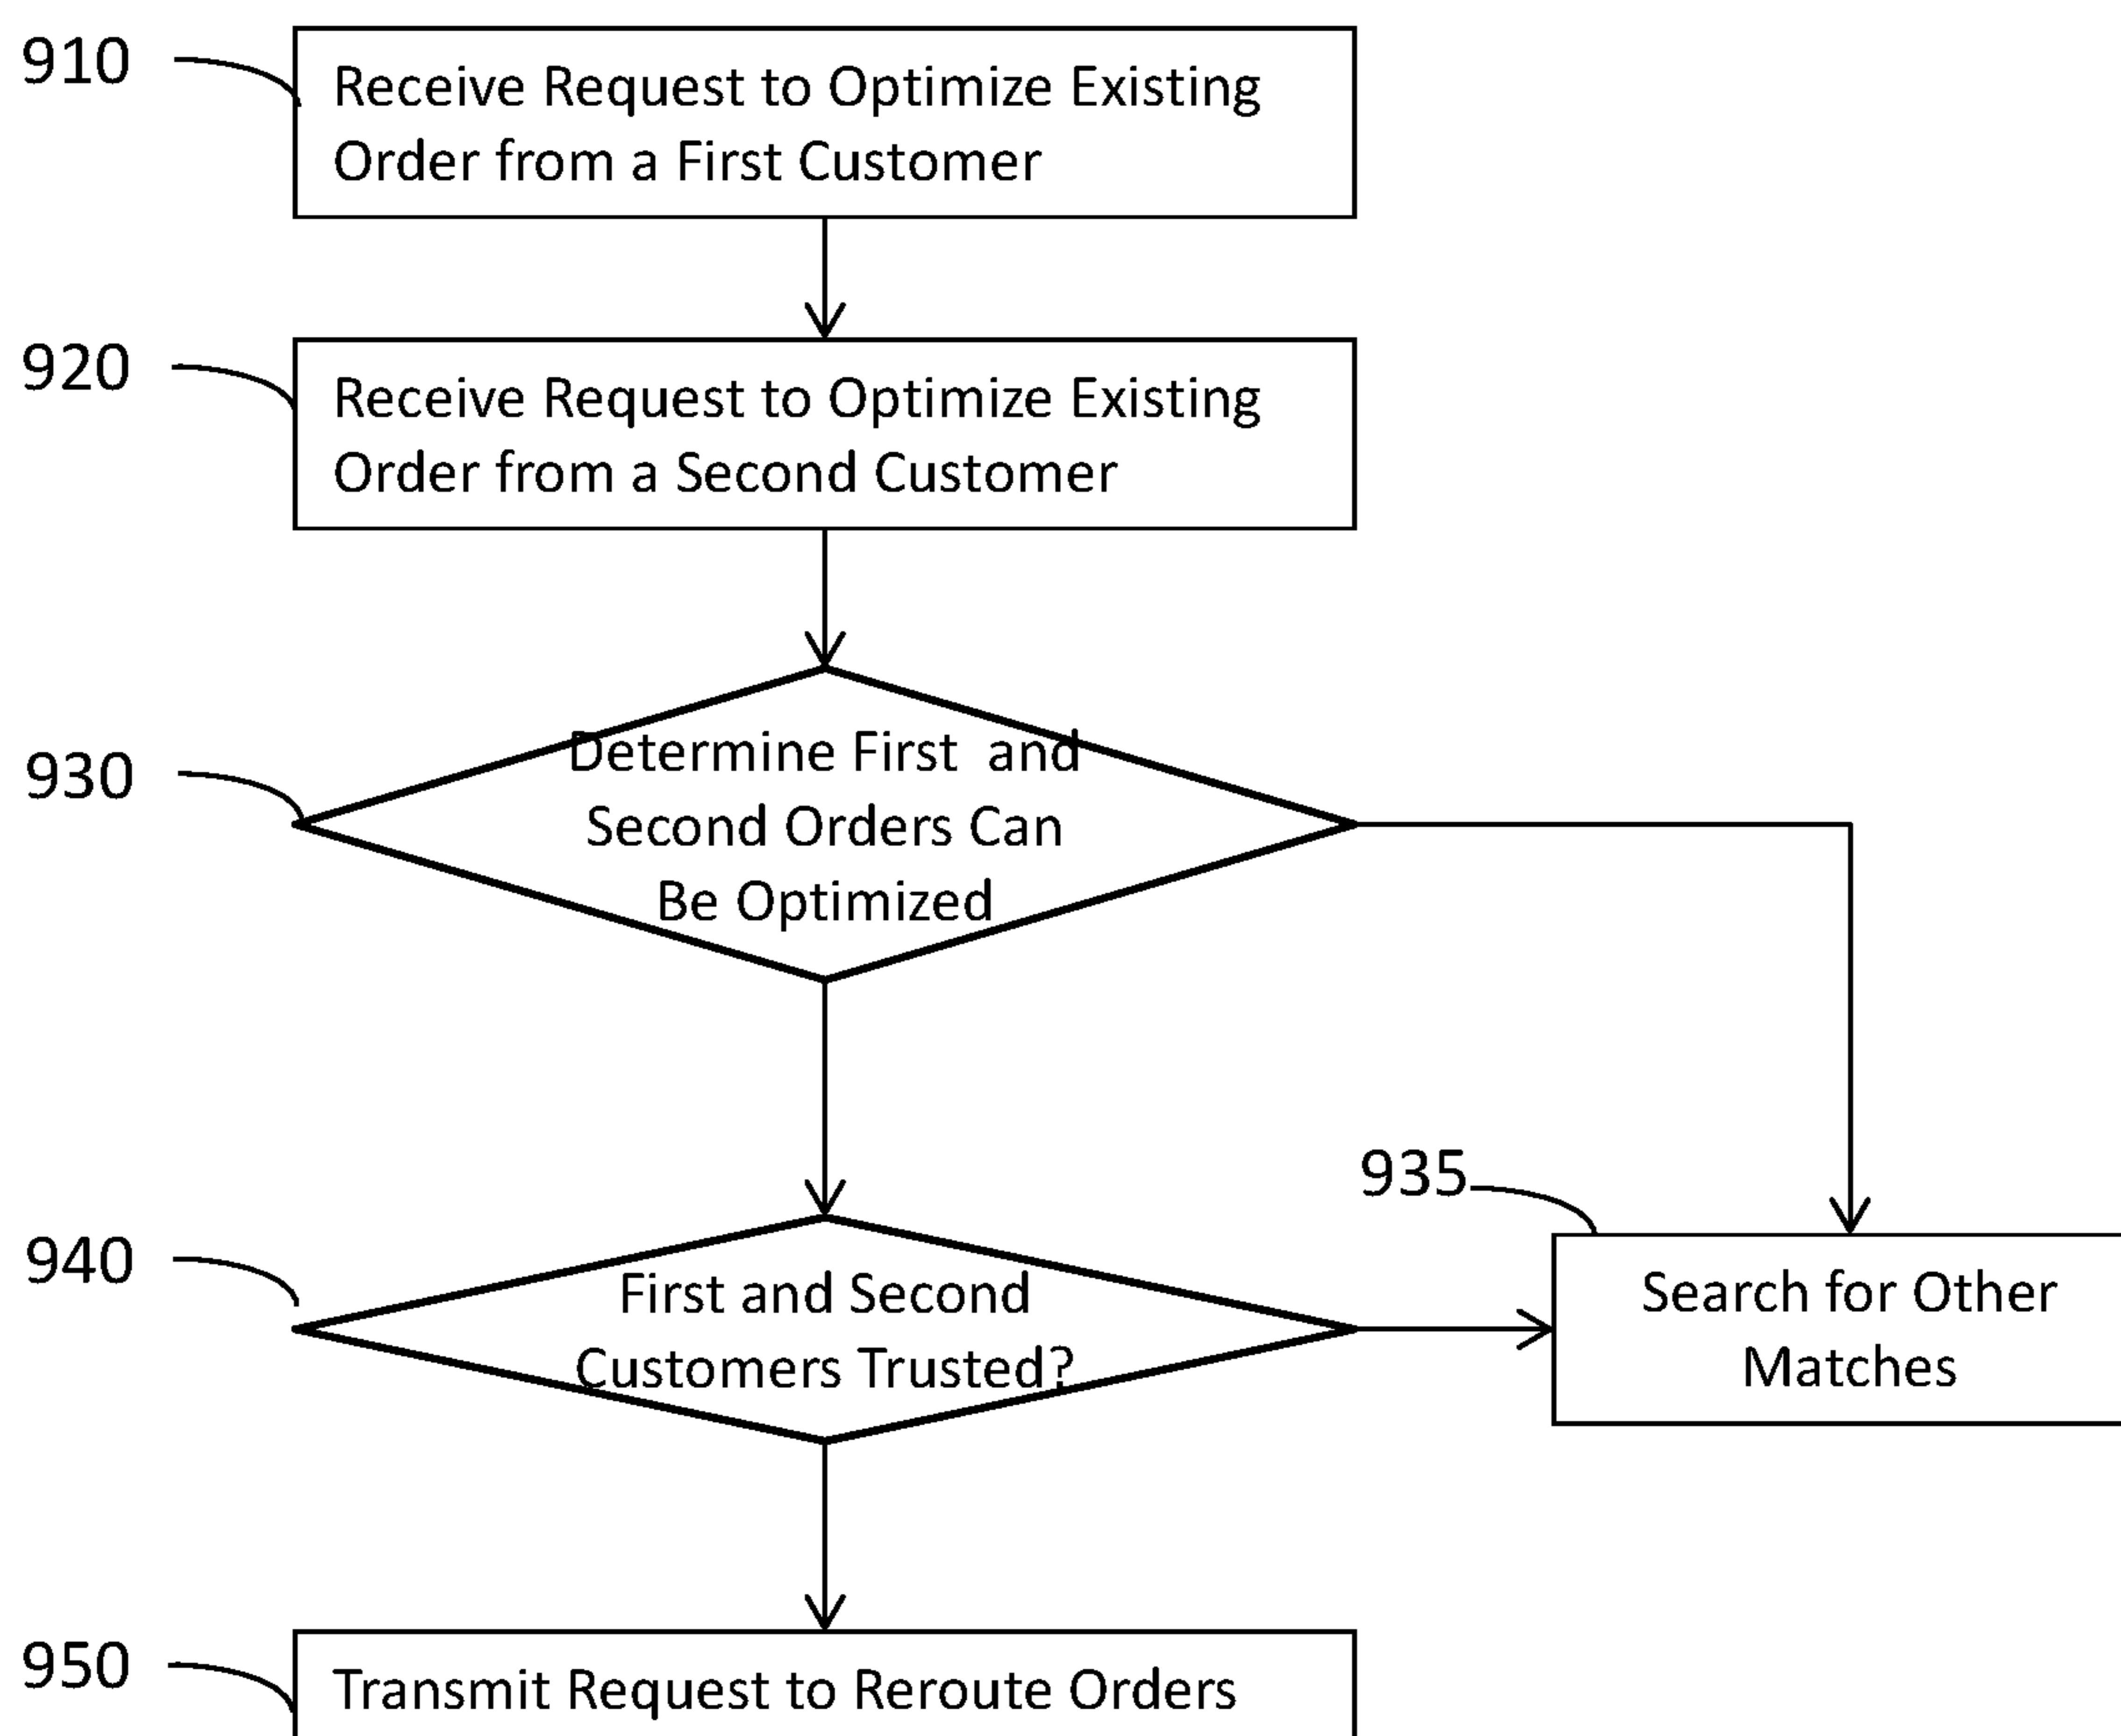 910
Receive Request to Optimize Existing
Order from a First Customer
920
Receive Request to Optimize Existing
Order from a Second Customer
930
Determine First and
Second Orders Can
Be Optimized
935
940
First and Second
Customers Trusted?
Search for Other
Matches
950
Transmit Request to Reroute Orders